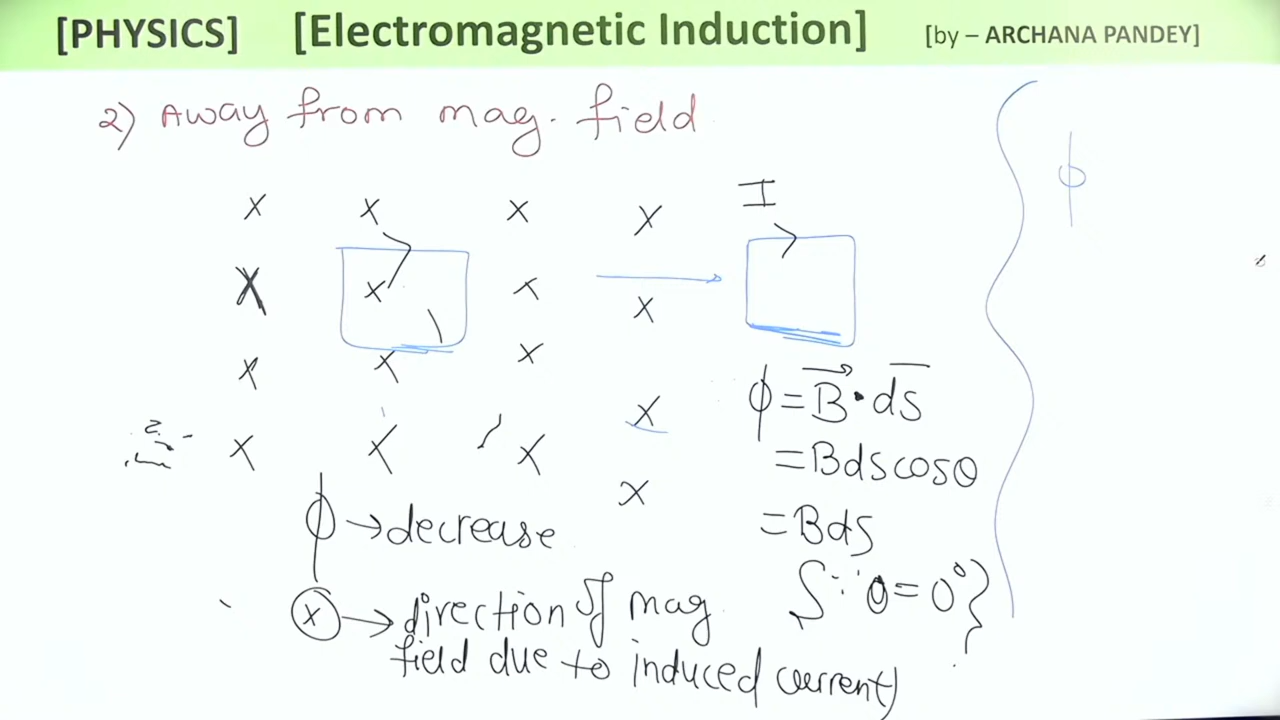 [PHYSICS] [Electromagnetic Induction] [by – ARCHANA PANDEY]
2) Away from mag. field
X X X X
I
X X X X
X X X
X X X X
X
ϕ = B⃗ · ds⃗
= Bds cosθ
= Bds
{∵ θ = 0°}
ϕ → decrease
ⓧ → direction of mag
field due to induced current)
ϕ